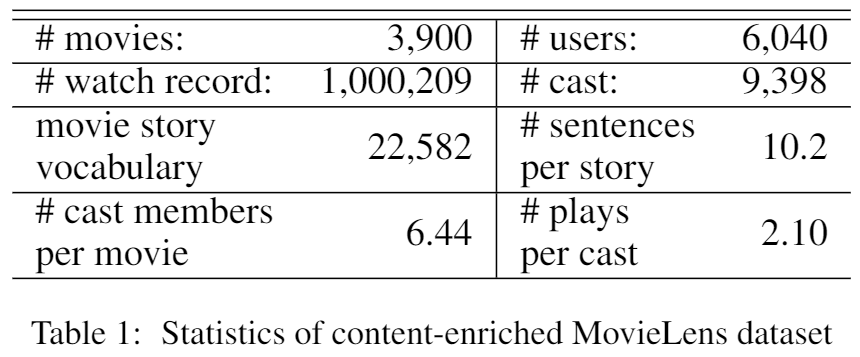 # movies: 3,900 # users: 6,040
# watch record: 1,000,209 # cast: 9,398
movie story vocabulary 22,582 # sentences per story 10.2
# cast members per movie 6.44 # plays per cast 2.10
Table 1: Statistics of content-enriched MovieLens dataset